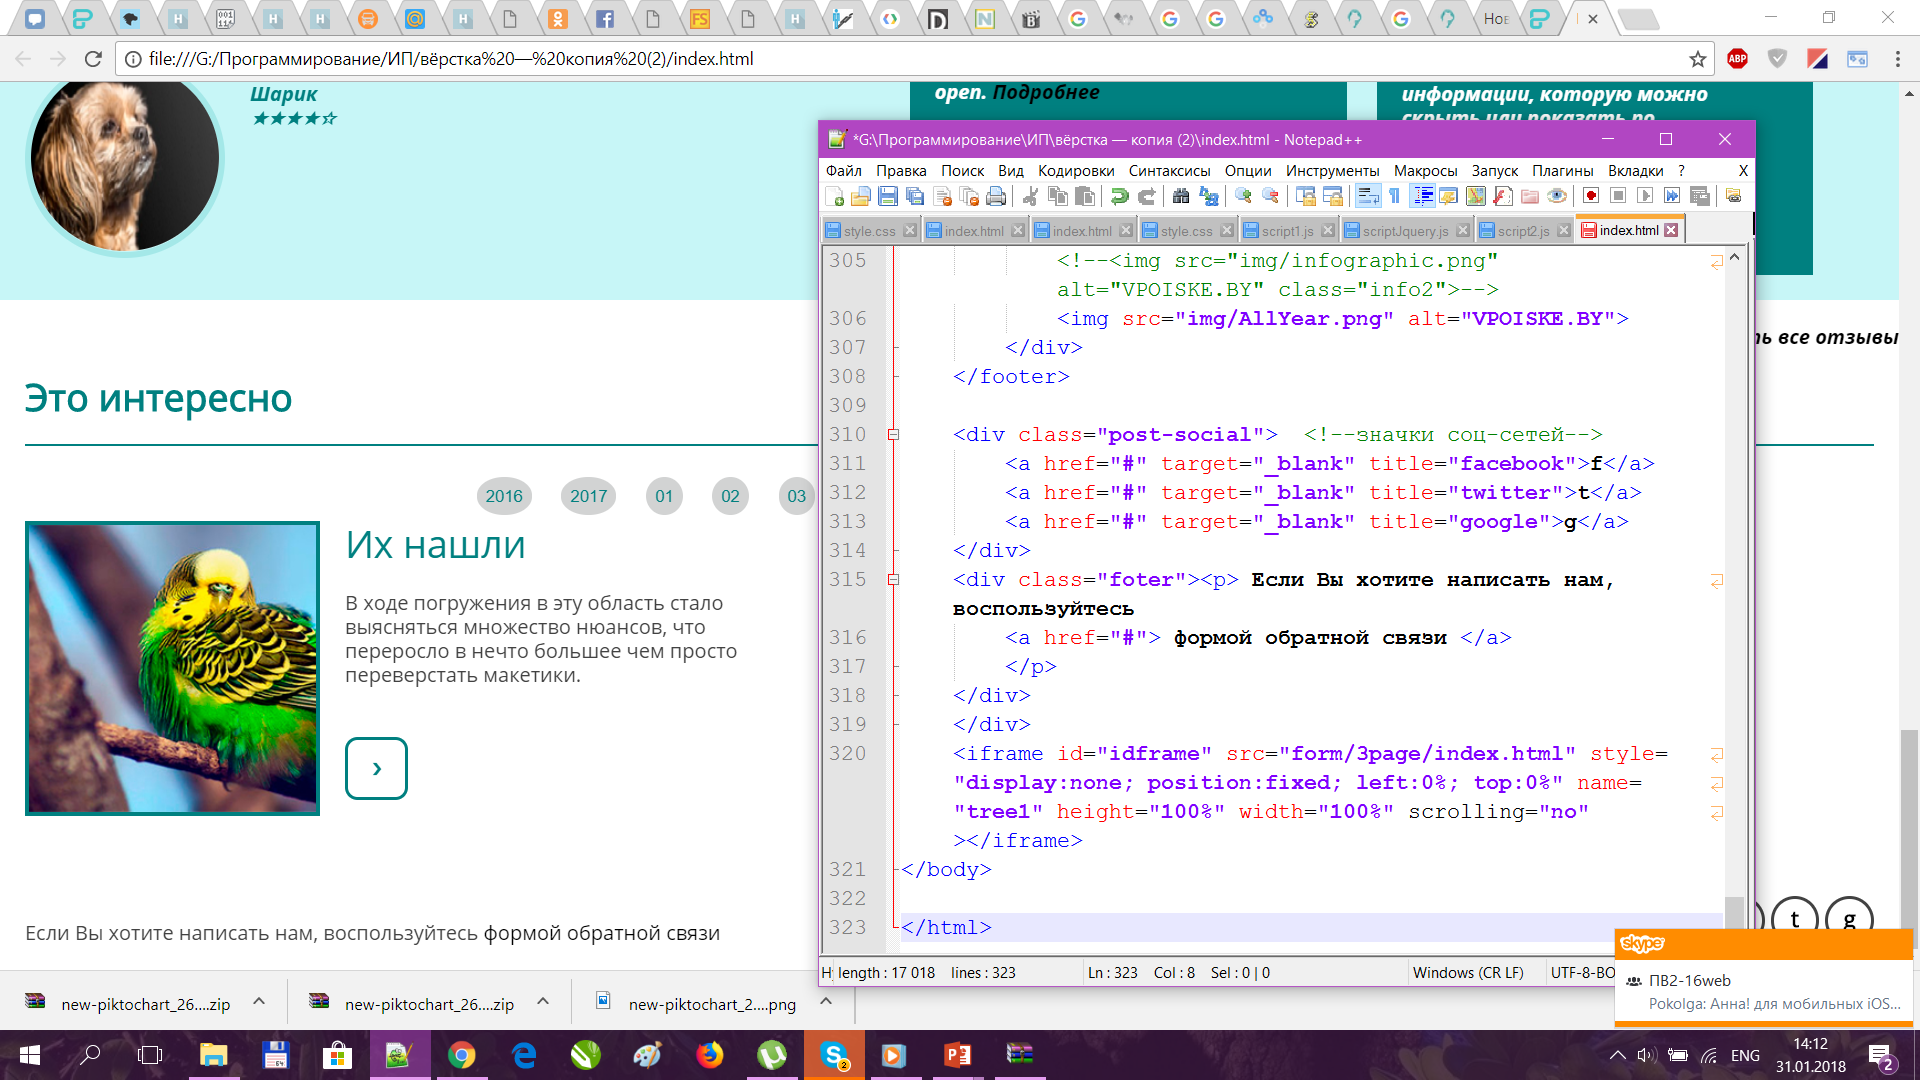 Нов
file:///G:/Программирование/ИП/вёрстка%20—%20копия%20(2)/index.html
ABP
Шарик
★★★★☆
орел. Подробнее
информации, которую можно
скрыть или показать по
ть все отзывы
Это интересно
2016 2017 01 02 03
Их нашли
В ходе погружения в эту область стало
выясняться множество нюансов, что
переросло в нечто большее чем просто
переверстать макетики.
›
Если Вы хотите написать нам, воспользуйтесь формой обратной связи
t g
*G:\Программирование\ИП\вёрстка — копия (2)\index.html - Notepad++
Файл Правка Поиск Вид Кодировки Синтаксисы Опции Инструменты Макросы Запуск Плагины Вкладки ? X
style.css index.html index.html style.css script1.js scriptJquery.js script2.js index.html
305 <!--<img src="img/infographic.png"
alt="VPOISKE.BY" class="info2">-->
306 <img src="img/AllYear.png" alt="VPOISKE.BY">
307 </div>
308 </footer>
309
310 <div class="post-social"> <!--значки соц-сетей-->
311 <a href="#" target="_blank" title="facebook">f</a>
312 <a href="#" target="_blank" title="twitter">t</a>
313 <a href="#" target="_blank" title="google">g</a>
314 </div>
315 <div class="foter"><p> Если Вы хотите написать нам,
воспользуйтесь
316 <a href="#"> формой обратной связи </a>
317 </p>
318 </div>
319 </div>
320 <iframe id="idframe" src="form/3page/index.html" style=
"display:none; position:fixed; left:0%; top:0%" name=
"tree1" height="100%" width="100%" scrolling="no"
></iframe>
321 </body>
322
323 </html>
length : 17 018 lines : 323 Ln : 323 Col : 8 Sel : 0 | 0 Windows (CR LF) UTF-8-BO
skype
ПВ2-16web
Pokolga: Анна! для мобильных iOS...
new-piktochart_26....zip new-piktochart_26....zip new-piktochart_2....png
ENG
14:12
31.01.2018
2